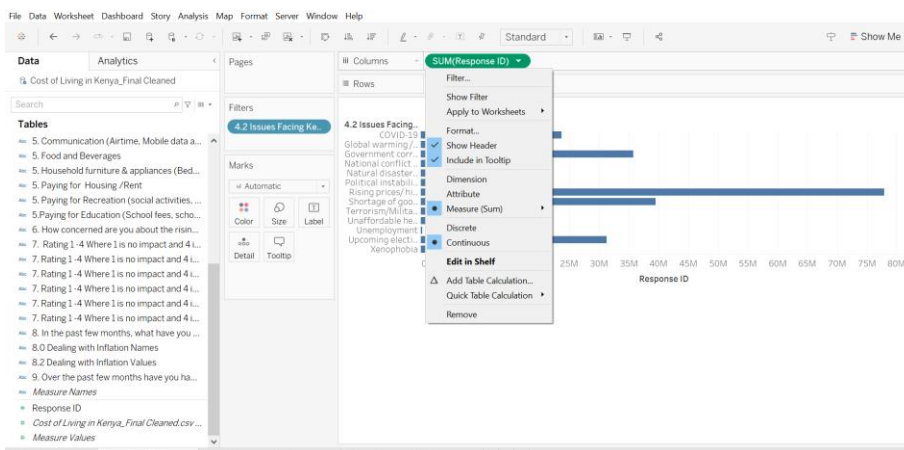 File Data Worksheet Dashboard Story Analysis Map Format Server Window Help
Standard
Show Me
Data Analytics
Cost of Living in Kenya_Final Cleaned
Search
Tables
5. Communication (Airtime, Mobile data a...
5. Food and Beverages
5. Household furniture & appliances (Bed...
5. Paying for Housing /Rent
5. Paying for Recreation (social activities, ...
5.Paying for Education (School fees, scho...
6. How concerned are you about the risin...
7. Rating 1 -4 Where 1 is no impact and 4 i...
7. Rating 1 -4 Where 1 is no impact and 4 i...
7. Rating 1 -4 Where 1 is no impact and 4 i...
7. Rating 1 -4 Where 1 is no impact and 4 i...
7. Rating 1 -4 Where 1 is no impact and 4 i...
8. In the past few months, what have you ...
8.0 Dealing with Inflation Names
8.2 Dealing with Inflation Values
9. Over the past few months have you ha...
Measure Names
Response ID
Cost of Living in Kenya_Final Cleaned.csv ...
Measure Values
Pages
Filters
4.2 Issues Facing Ke...
Marks
Automatic
Color Size Label
Detail Tooltip
Columns
SUM(Response ID)
Rows
4.2 Issues Facing..
COVID-19
Global warming /..
Government corr..
National conflict ..
Natural disaster..
Political instabili..
Rising prices/ hi..
Shortage of goo..
Terrorism/Milita..
Unaffordable he..
Unemployment
Upcoming electi..
Xenophobia
Filter...
Show Filter
Apply to Worksheets
Format...
Show Header
Include in Tooltip
Dimension
Attribute
Measure (Sum)
Discrete
Continuous
Edit in Shelf
Add Table Calculation...
Quick Table Calculation
Remove
25M 30M 35M 40M 45M 50M 55M 60M 65M 70M 75M 80M
Response ID